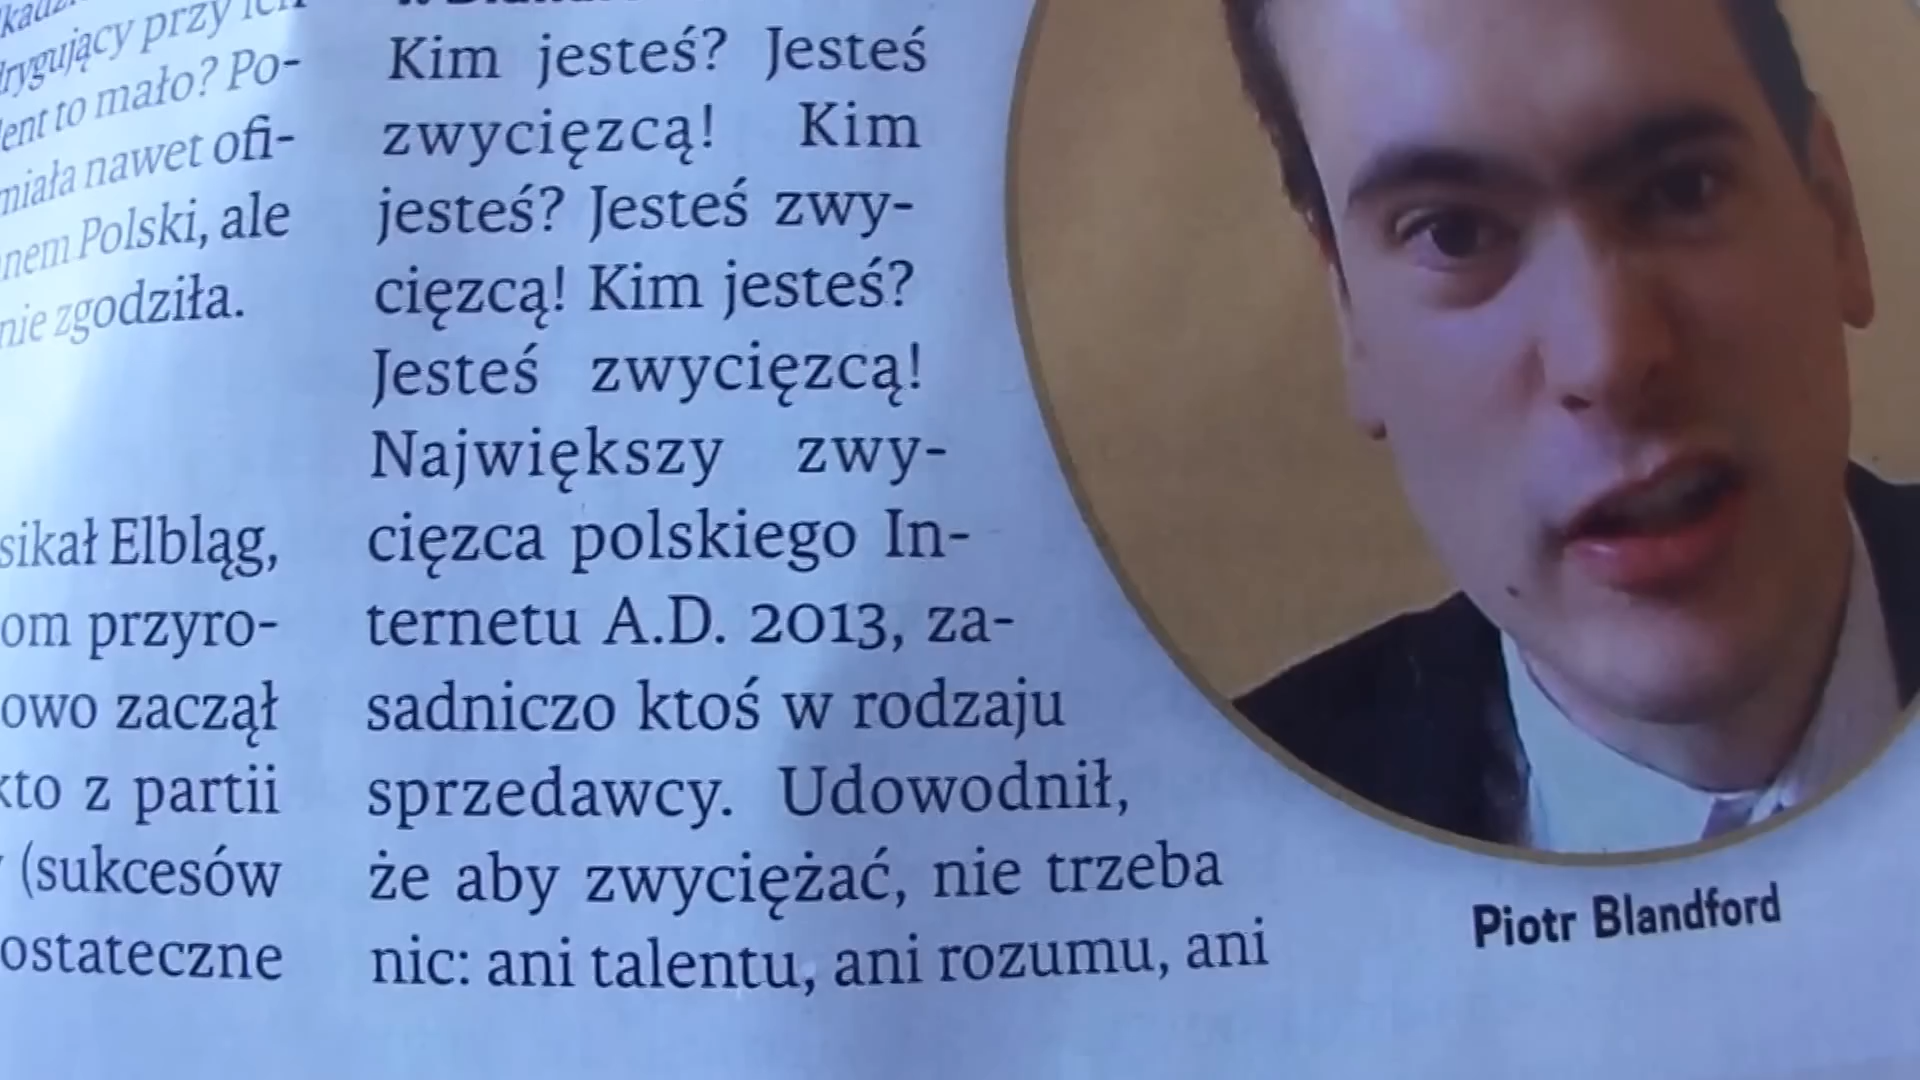 drygujący przy ich
lent to mało? Po-
miała nawet ofi-
nem Polski, ale
nie zgodziła.
sikał Elbląg,
om przyro-
owo zaczął
kto z partii
(sukcesów
ostateczne
Kim jesteś? Jesteś
zwycięzcą! Kim
jesteś? Jesteś zwy-
cięzcą! Kim jesteś?
Jesteś zwycięzcą!
Największy zwy-
cięzca polskiego In-
ternetu A.D. 2013, za-
sadniczo ktoś w rodzaju
sprzedawcy. Udowodnił,
że aby zwyciężać, nie trzeba
nic: ani talentu, ani rozumu, ani
Piotr Blandford